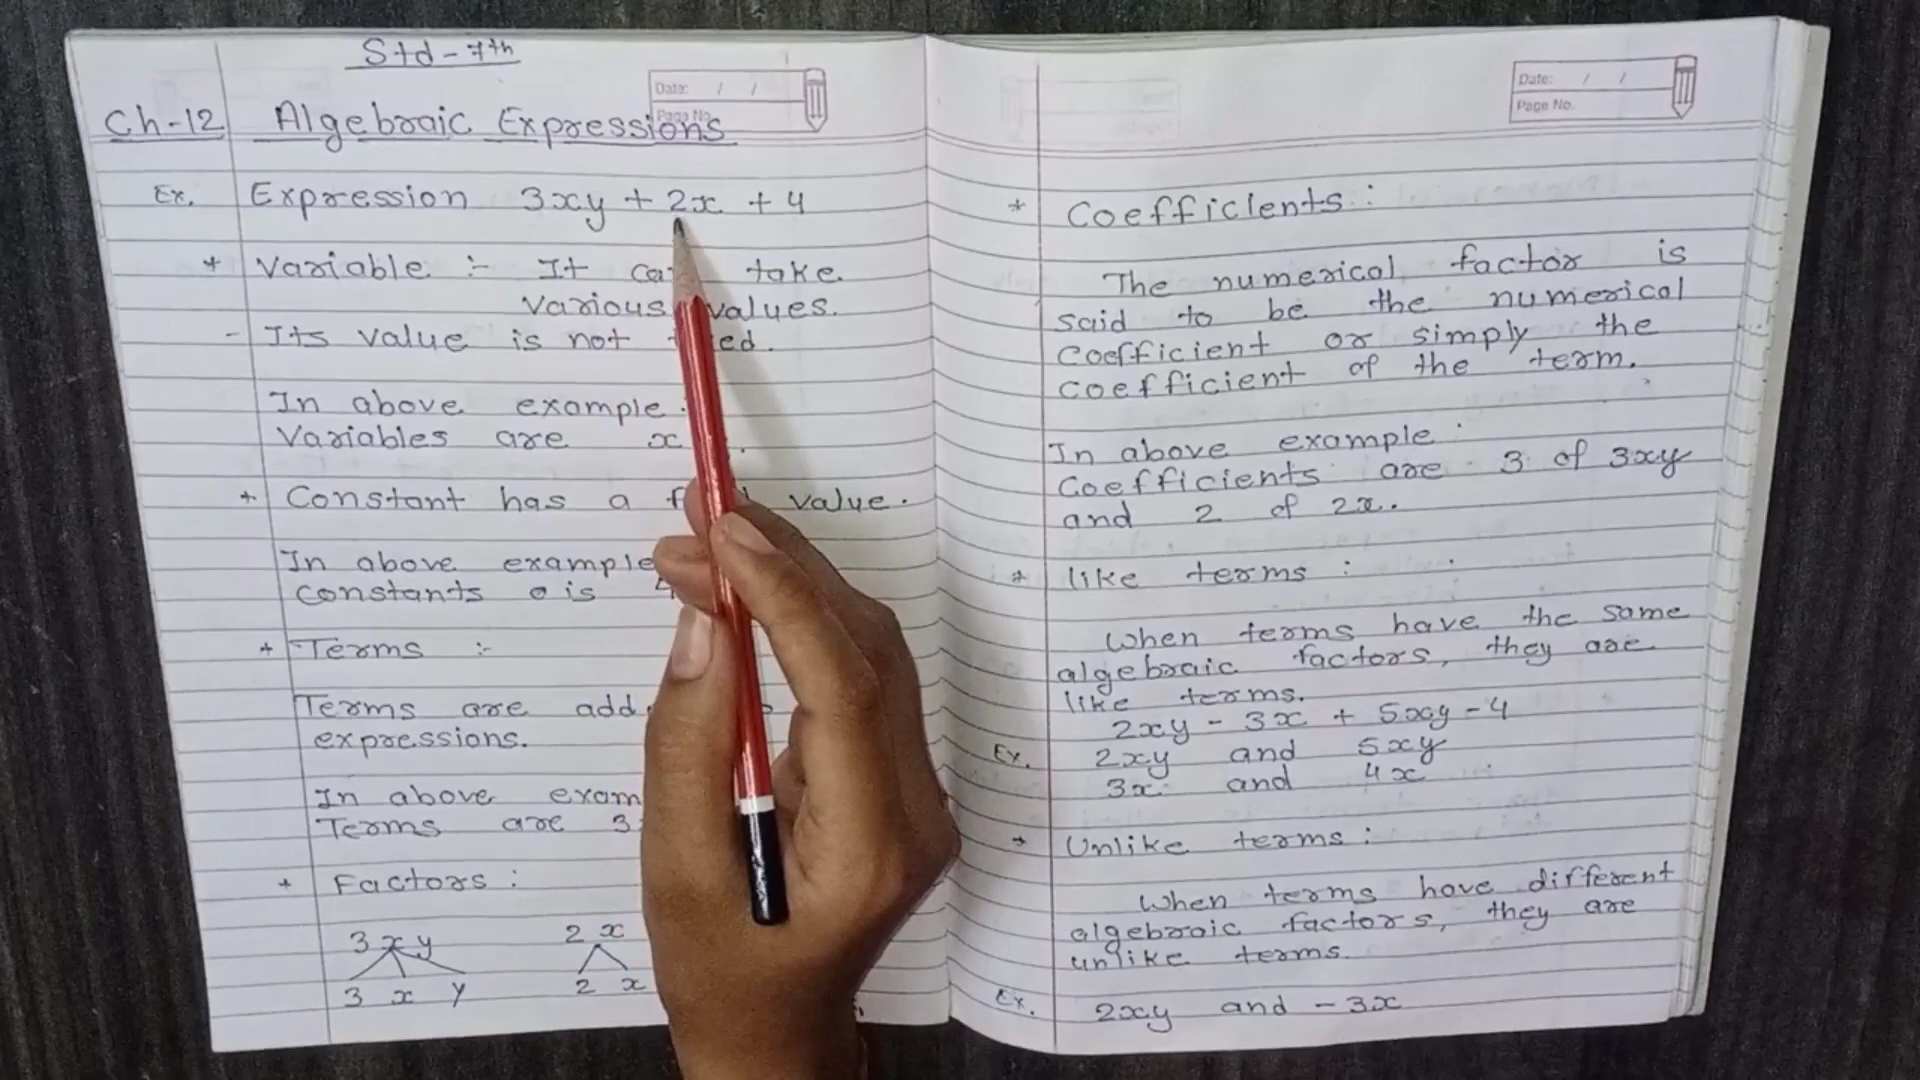 Std - 7th
Date: / /
Page No.
Ch-12 Algebraic Expressions
Ex. Expression 3xy + 2x + 4
* Variable :- It take
various values.
- Its value is not
In above example
Variables are x
* Constant has a value.
In above example
constants is
* Terms :-
Terms are
expressions.
In above
Terms are
* Factors :
3xy 2x
3 x y 2 x
Date: / /
Page No.
* Coefficients :
The numerical factor is
said to be the numerical
coefficient or simply the
coefficient of the term.
In above example :
Coefficients are 3 of 3xy
and 2 of 2x.
* like terms :
When terms have the same
algebraic factors, they are
like terms.
2xy - 3x + 5xy - 4
Ex. 2xy and 5xy
3x and 4x
* Unlike terms :
When terms have different
algebraic factors, they are
unlike terms.
Ex. 2xy and - 3x